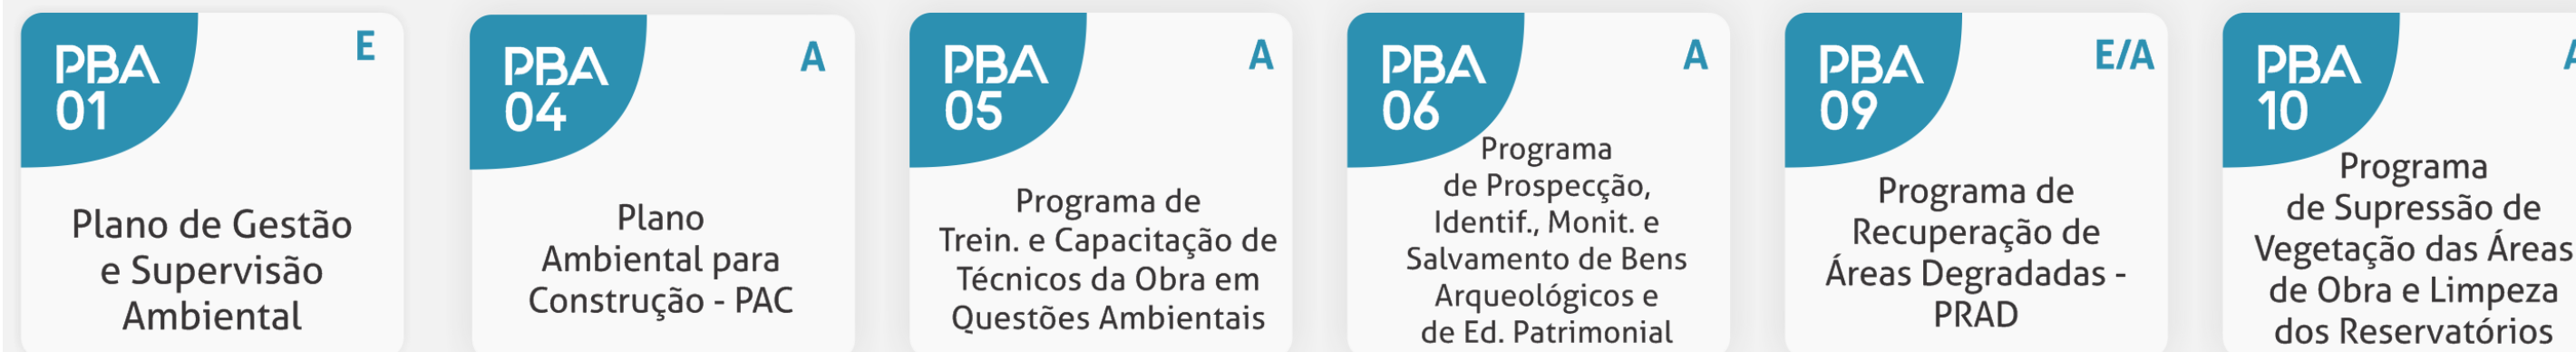 PBA
01
E
Plano de Gestão
e Supervisão
Ambiental
PBA
04
A
Plano
Ambiental para
Construção - PAC
PBA
05
A
Programa de
Trein. e Capacitação de
Técnicos da Obra em
Questões Ambientais
PBA
06
A
Programa
de Prospecção,
Identif., Monit. e
Salvamento de Bens
Arqueológicos e
de Ed. Patrimonial
PBA
09
E/A
Programa de
Recuperação de
Áreas Degradadas -
PRAD
PBA
10
Programa
de Supressão de
Vegetação das Áreas
de Obra e Limpeza
dos Reservatórios